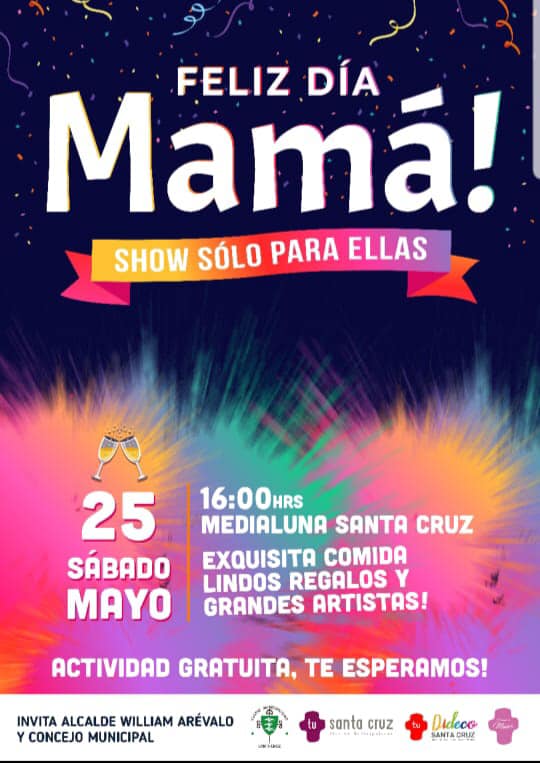 FELIZ DÍA
Mamá!
SHOW SÓLO PARA ELLAS
25
SÁBADO
MAYO
16:00HRS
MEDIALUNA SANTA CRUZ
EXQUISITA COMIDA
LINDOS REGALOS Y
GRANDES ARTISTAS!
ACTIVIDAD GRATUITA, TE ESPERAMOS!
INVITA ALCALDE WILLIAM ARÉVALO
Y CONCEJO MUNICIPAL
tu
santa cruz
tu
Dideco
SANTA CRUZ
Mujer